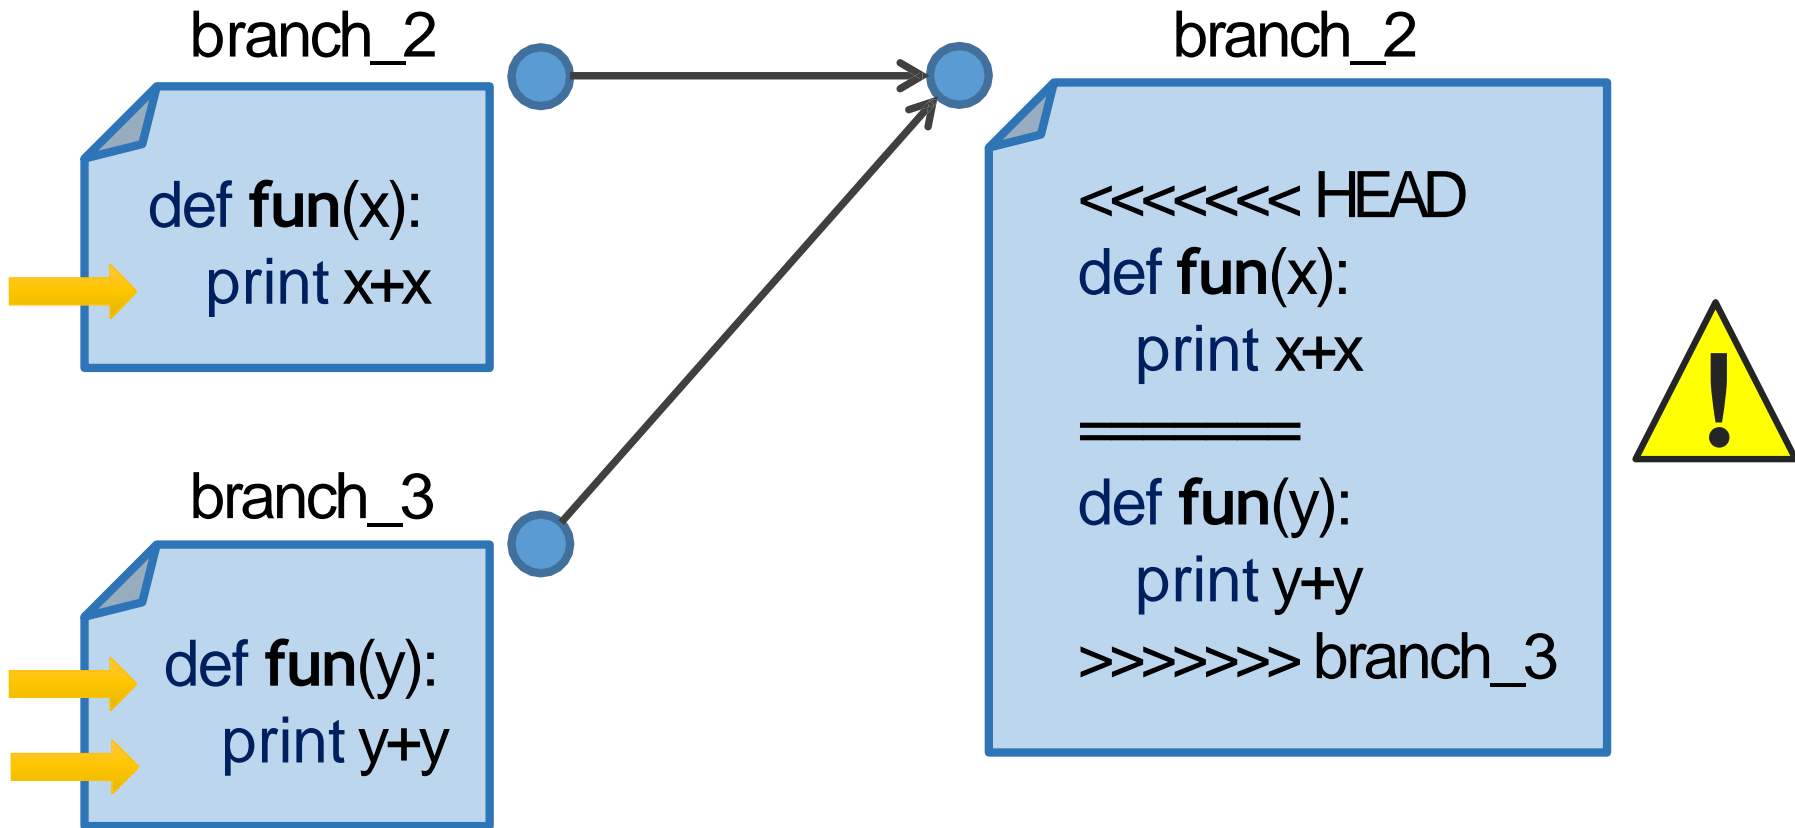 branch_2
def fun(x):
print x+x
branch_3
def fun(y):
print y+y
branch_2
<<<<<<< HEAD
def fun(x):
print x+x
=======
def fun(y):
print y+y
>>>>>>> branch_3
!